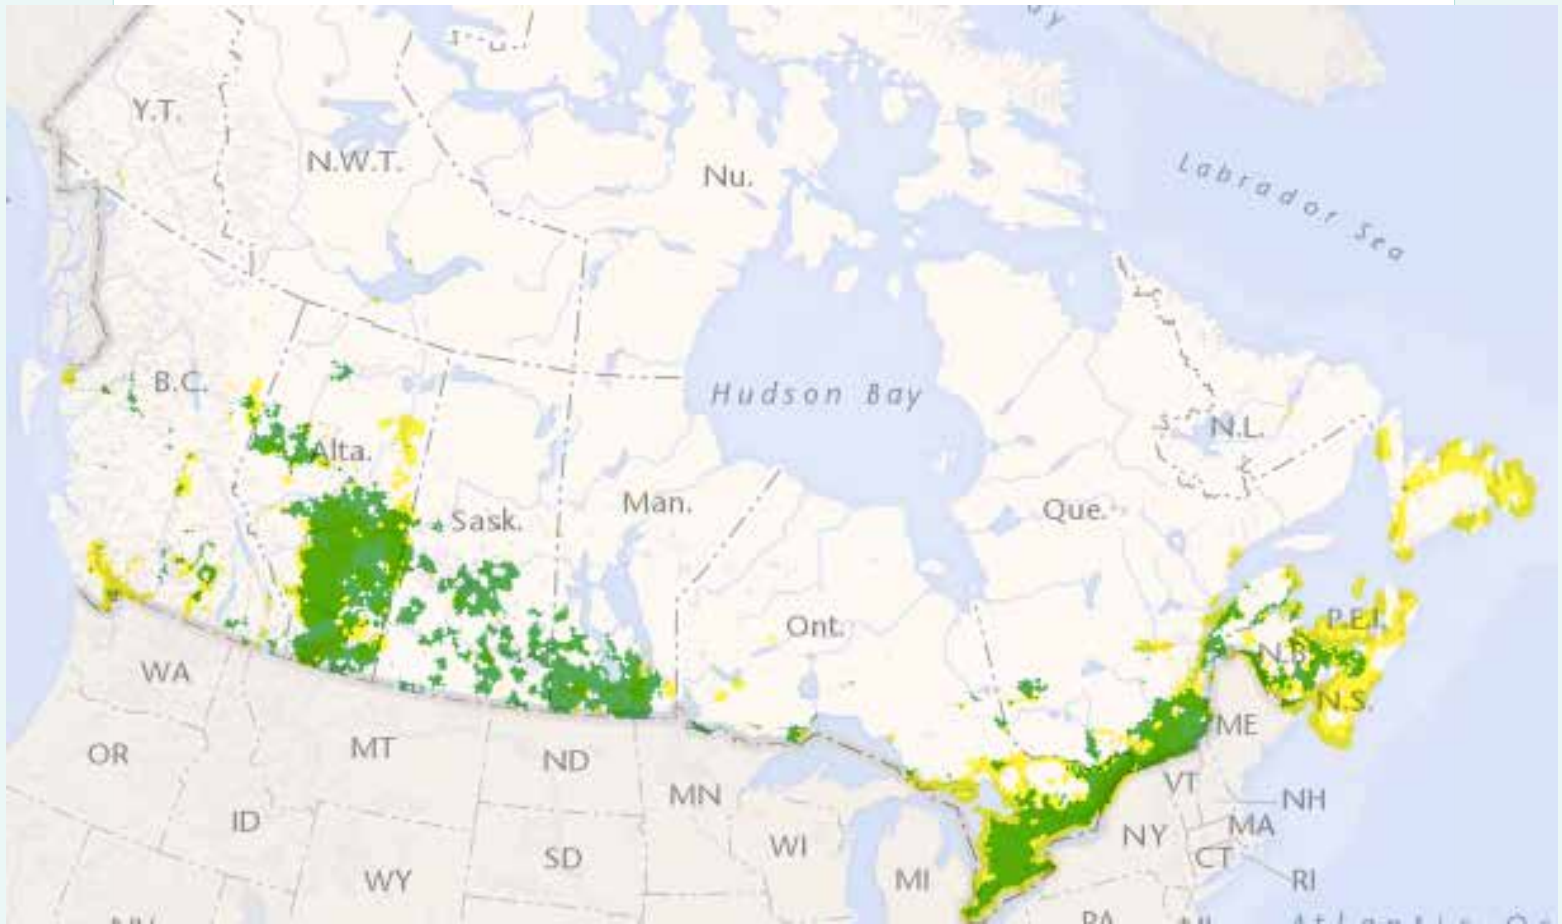 Y.T.
N.W.T.
Nu.
Labrador Sea
B.C.
Hudson Bay
Alta.
N.L.
Sask.
Man.
Que.
Ont.
P.E.I.
N.B.
N.S.
WA
OR
MT
ND
ME
MN
VT
NH
ID
MA
NY
WI
SD
CT
WY
MI
RI
PA